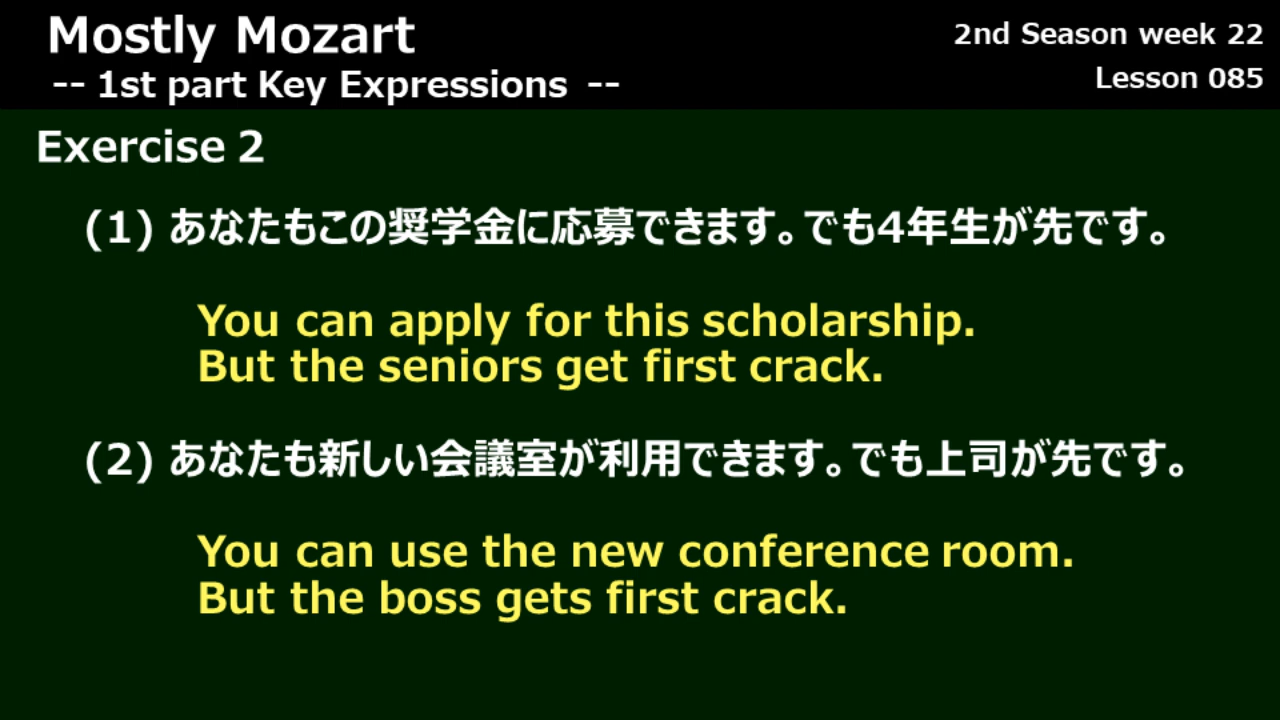 Mostly Mozart
2nd Season week 22
-- 1st part Key Expressions --
Lesson 085
Exercise 2
(1) あなたもこの奨学金に応募できます。でも4年生が先です。
You can apply for this scholarship.
But the seniors get first crack.
(2) あなたも新しい会議室が利用できます。でも上司が先です。
You can use the new conference room.
But the boss gets first crack.